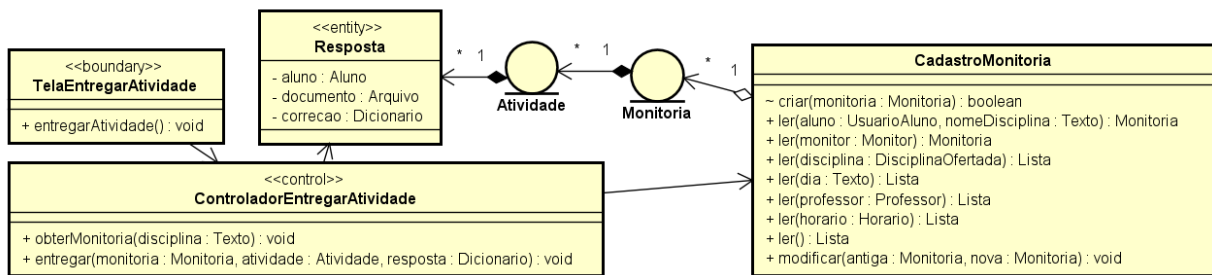 <<boundary>>
TelaEntregarAtividade
+ entregarAtividade() : void
<<entity>>
Resposta
- aluno : Aluno
- documento : Arquivo
- correcao : Dicionario
* 1
Atividade
* 1
Monitoria
* 1
CadastroMonitoria
~ criar(monitoria : Monitoria) : boolean
+ ler(aluno : UsuarioAluno, nomeDisciplina : Texto) : Monitoria
+ ler(monitor : Monitor) : Monitoria
+ ler(disciplina : DisciplinaOfertada) : Lista
+ ler(dia : Texto) : Lista
+ ler(professor : Professor) : Lista
+ ler(horario : Horario) : Lista
+ ler() : Lista
+ modificar(antiga : Monitoria, nova : Monitoria) : void
<<control>>
ControladorEntregarAtividade
+ obterMonitoria(disciplina : Texto) : void
+ entregar(monitoria : Monitoria, atividade : Atividade, resposta : Dicionario) : void